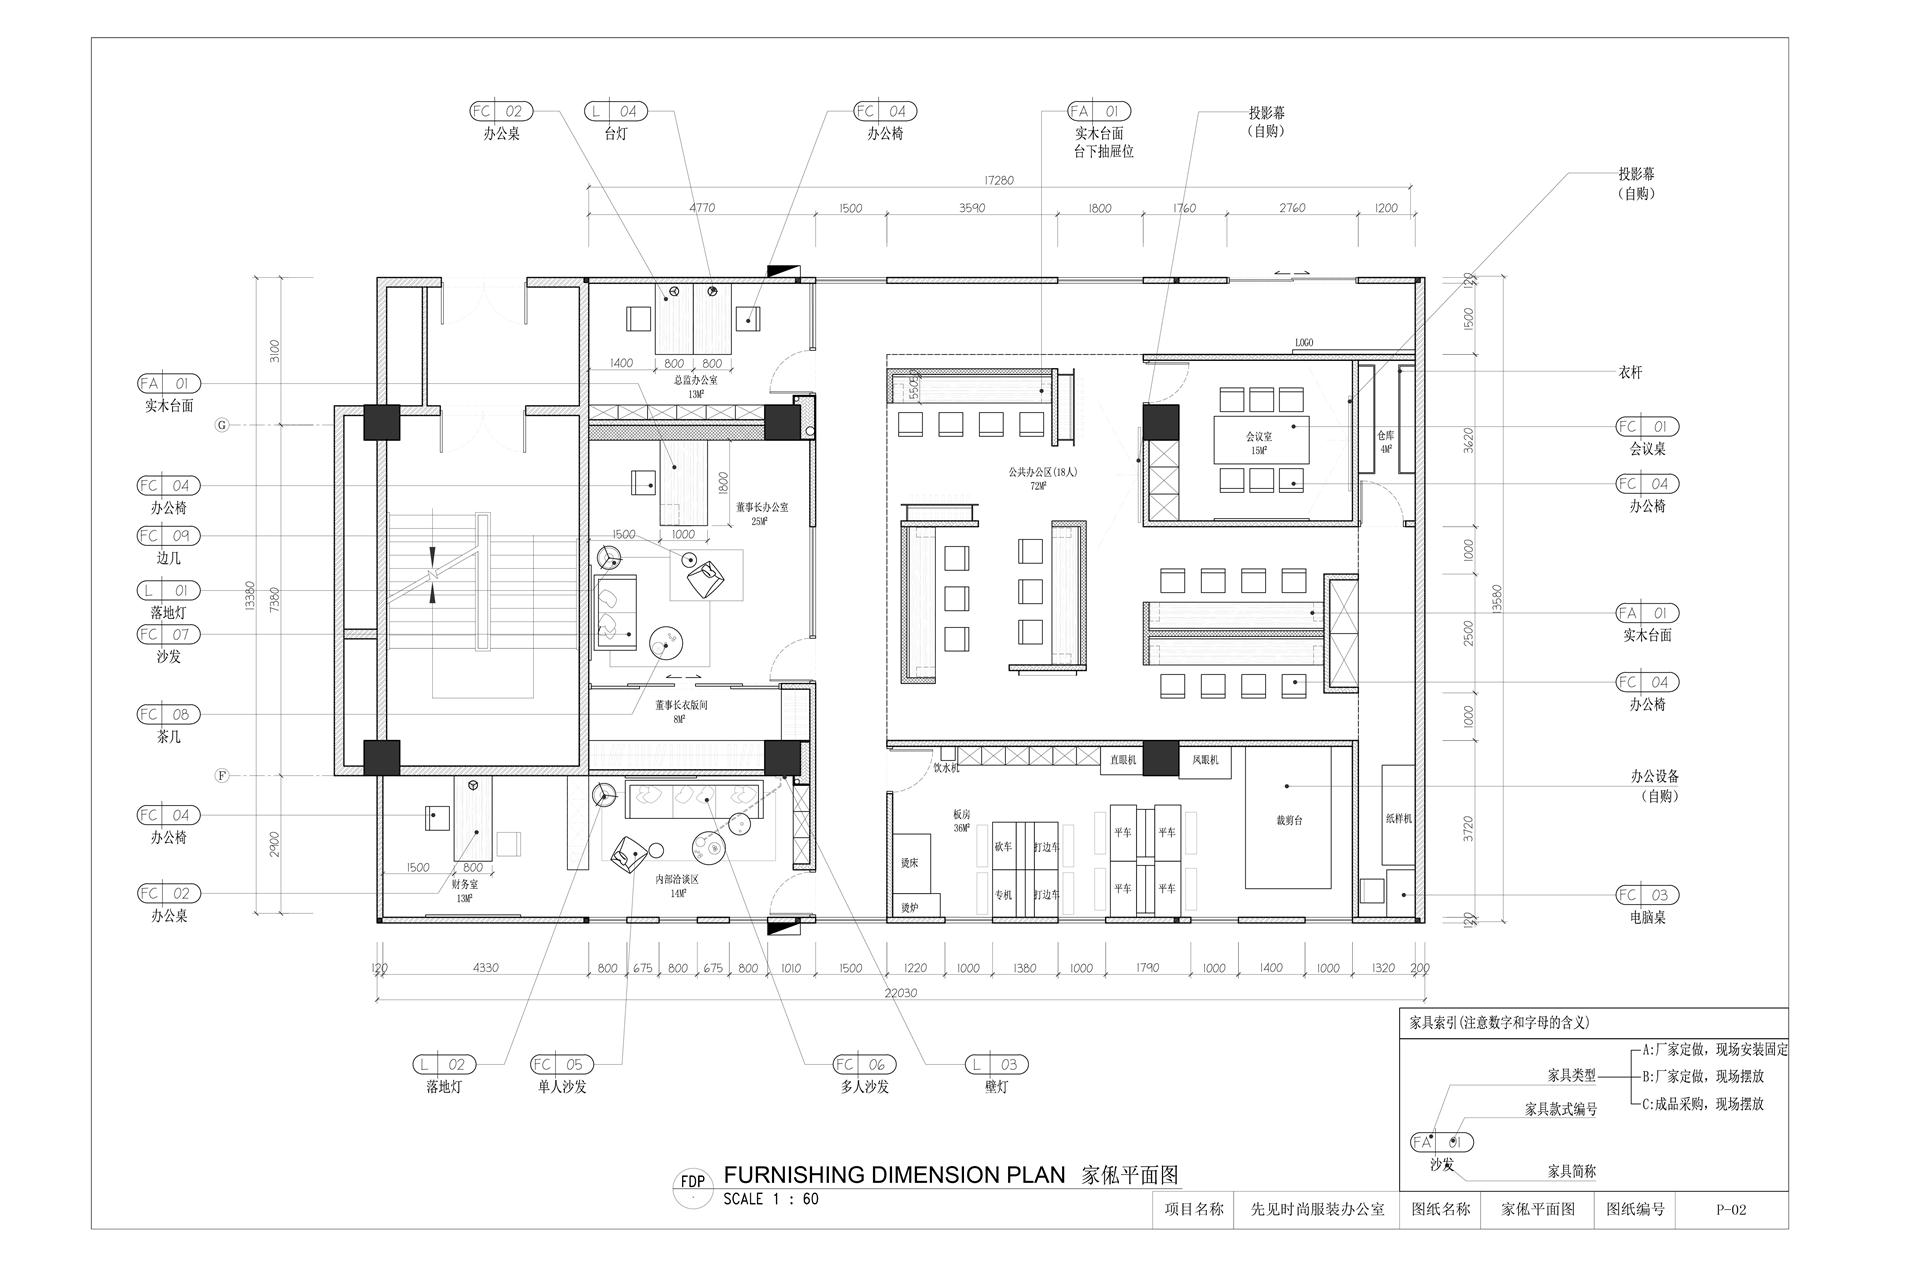 FC 02
办公桌
L 04
台灯
FC 04
办公椅
FA 01
实木台面
台下抽屉位
投影幕
(自购)
投影幕
(自购)
17280
4770 1500 3590 1800 1760 2760 1200
120
1500
3620
1000
2500
1000
3720
120
13580
3100
7380
2900
13380
G
F
FA 01
实木台面
FC 04
办公椅
FC 09
边几
L 01
落地灯
FC 07
沙发
FC 08
茶几
FC 04
办公椅
FC 02
办公桌
1400 800 800
总监办公室
13M²
1800
董事长办公室
25M²
1500 1000
董事长衣版间
8M²
1500 800
财务室
13M²
内部洽谈区
14M²
公共办公区(18人)
72M²
LOGO
会议室
15M²
仓库
4M²
饮水机
直眼机
凤眼机
板房
36M²
烫床
烫炉
砍车 打边车
专机 打边车
平车 平车
平车 平车
裁剪台
纸样机
衣杆
FC 01
会议桌
FC 04
办公椅
FA 01
实木台面
FC 04
办公椅
办公设备
(自购)
FC 03
电脑桌
120 4330 800 675 800 675 800 1010 1500 1220 1000 1380 1000 1790 1000 1400 1000 1320 200
22030
L 02
落地灯
FC 05
单人沙发
FC 06
多人沙发
L 03
壁灯
家具索引(注意数字和字母的含义)
A:厂家定做，现场安装固定
家具类型
B:厂家定做，现场摆放
C:成品采购，现场摆放
家具款式编号
FA 01
沙发
家具简称
FDP
FURNISHING DIMENSION PLAN 家俬平面图
SCALE 1 : 60
项目名称 先见时尚服装办公室 图纸名称 家俬平面图 图纸编号 P-02